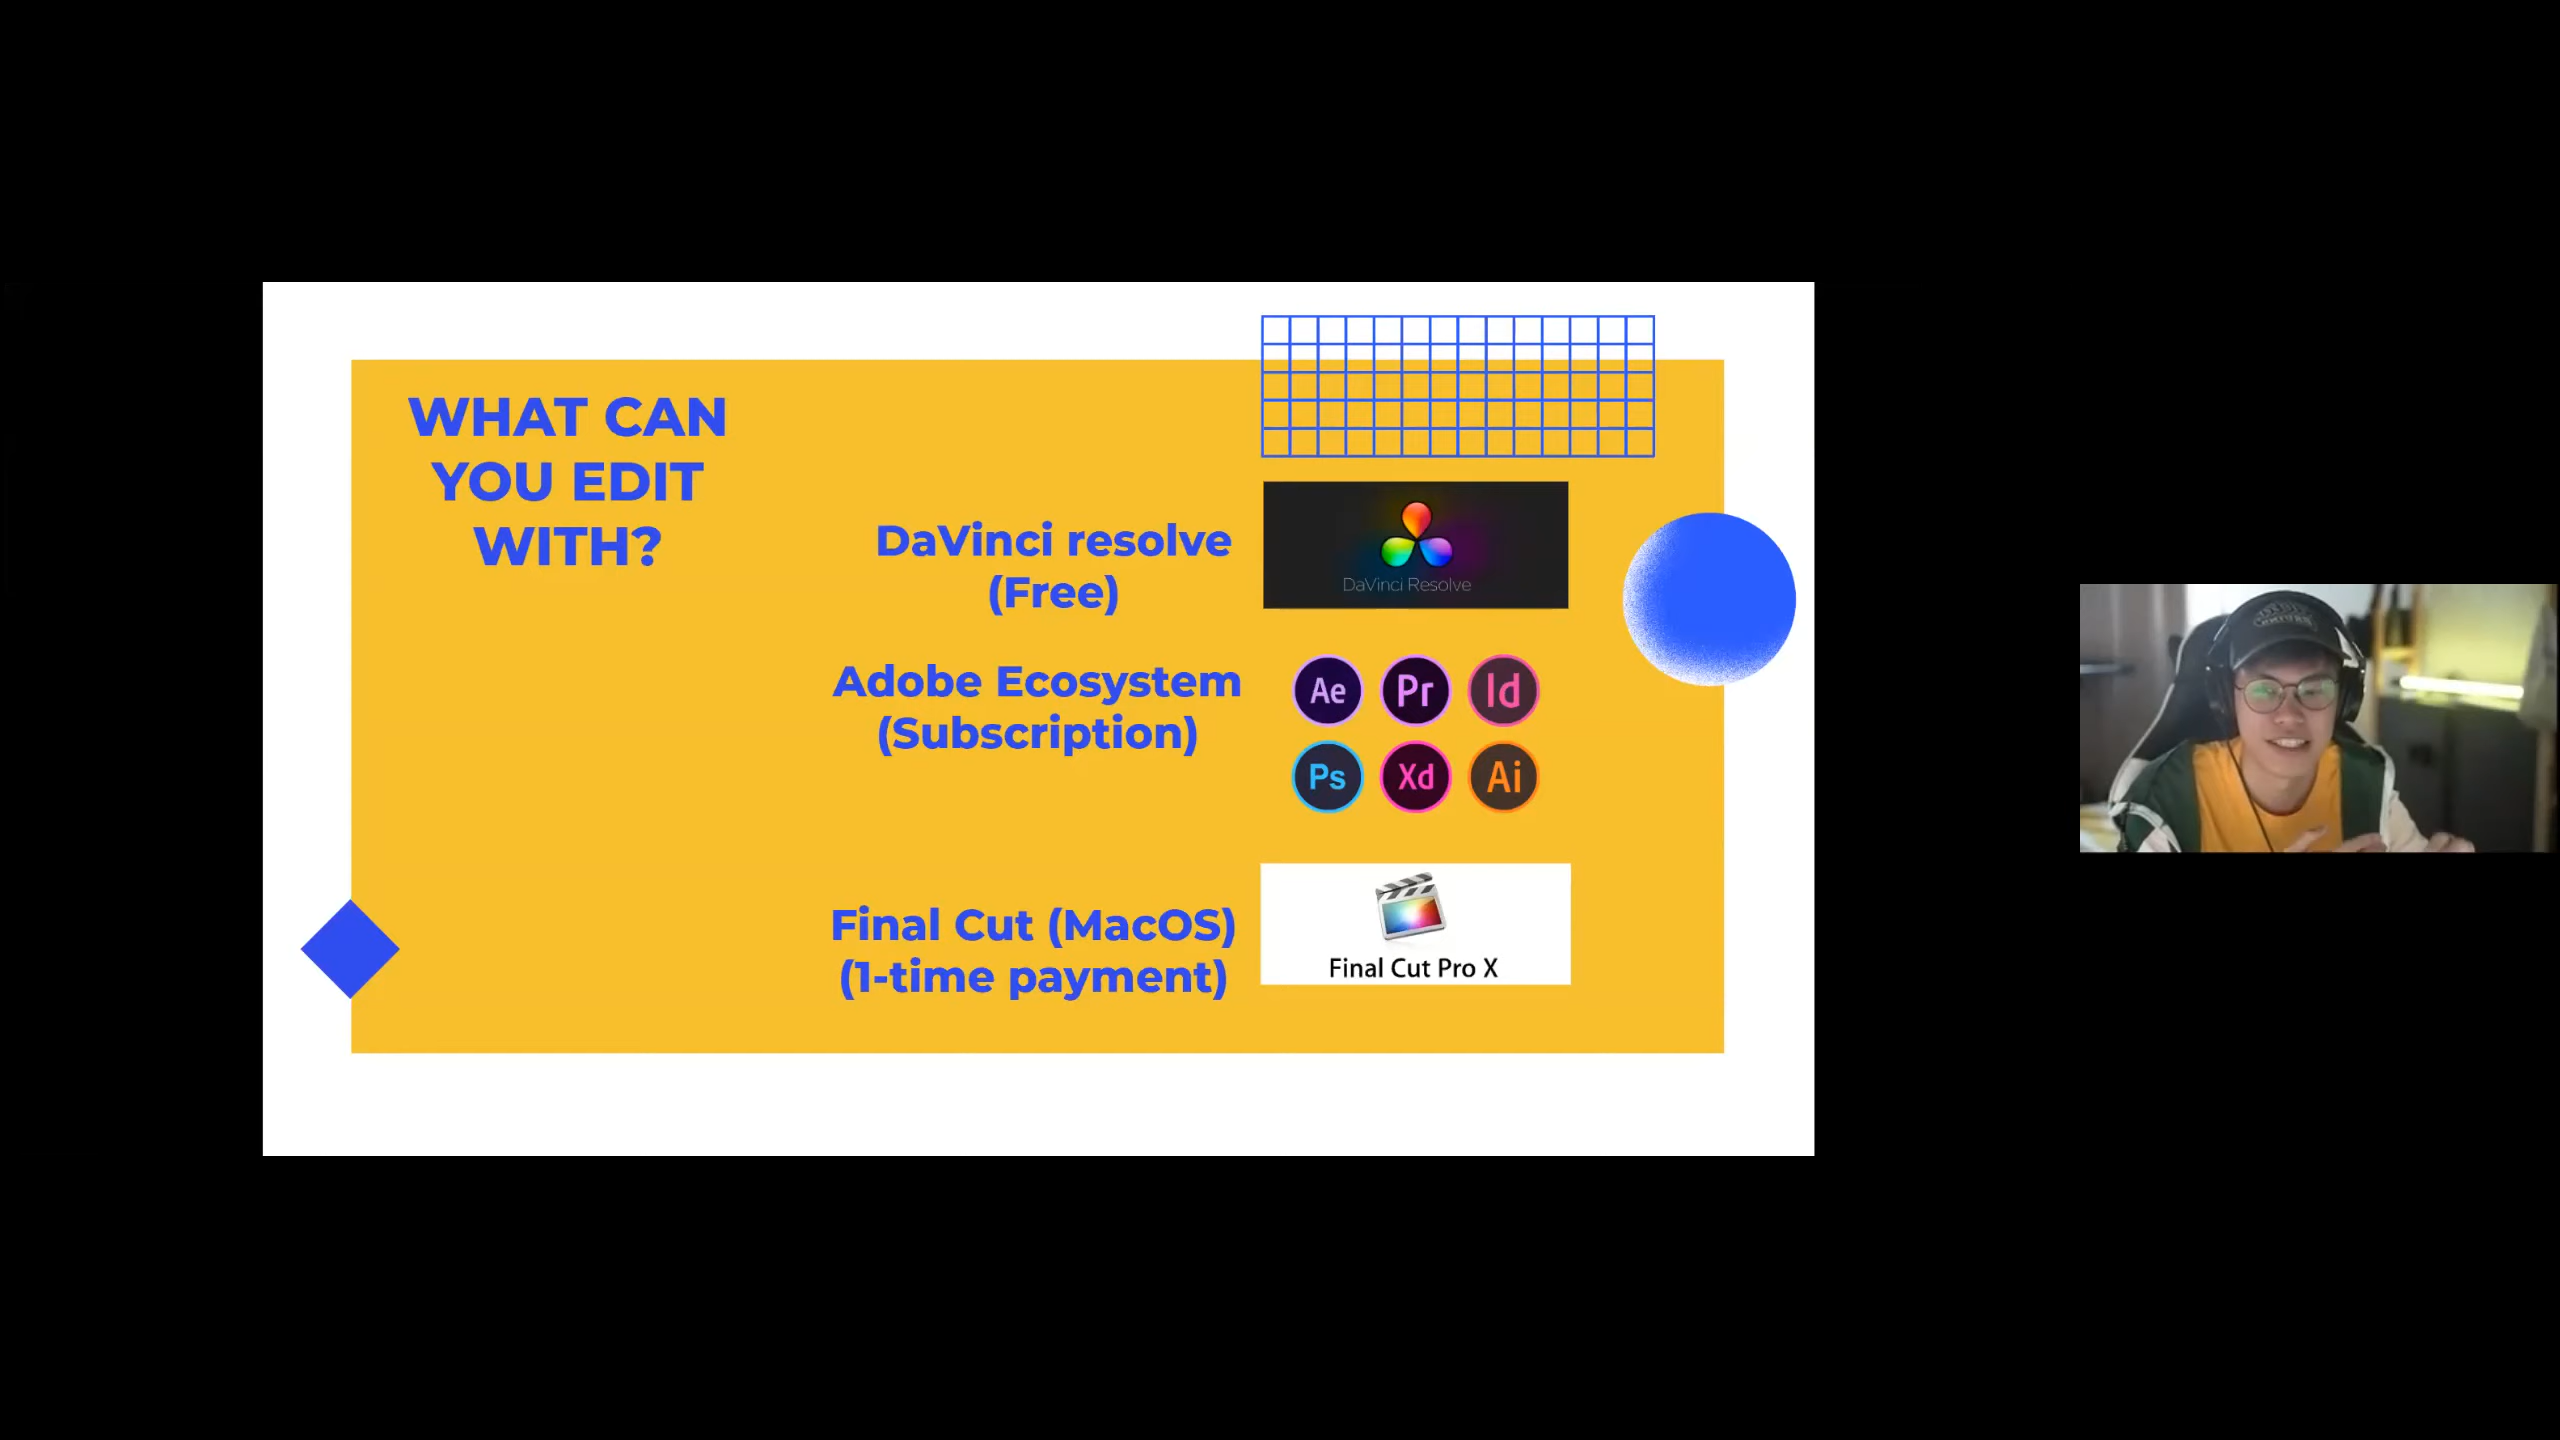 WHAT CAN
YOU EDIT
WITH?
DaVinci resolve
(Free)
DaVinci Resolve
Adobe Ecosystem
(Subscription)
Ae Pr Id
Ps Xd Ai
Final Cut (MacOS)
(1-time payment)
Final Cut Pro X